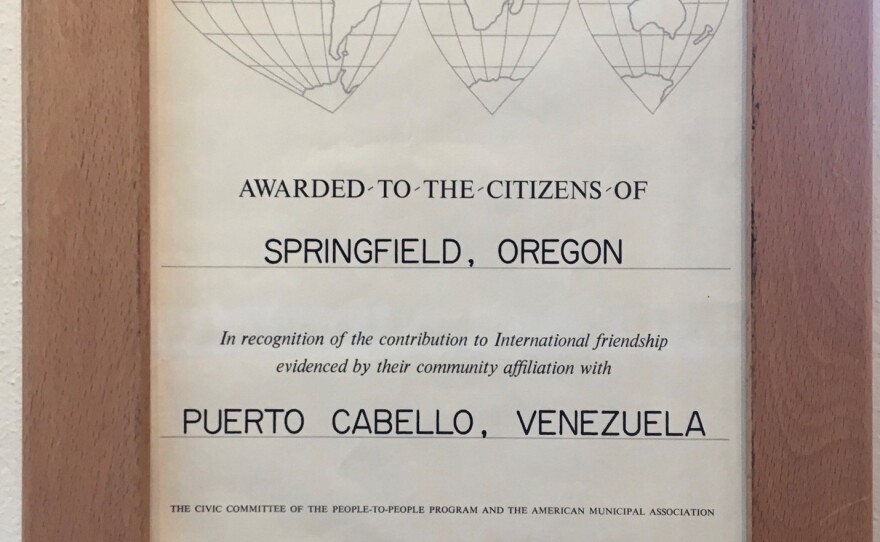 AWARDED-TO-THE-CITIZENS-OF
SPRINGFIELD, OREGON
In recognition of the contribution to International friendship
evidenced by their community affiliation with
PUERTO CABELLO, VENEZUELA
THE CIVIC COMMITTEE OF THE PEOPLE-TO-PEOPLE PROGRAM AND THE AMERICAN MUNICIPAL ASSOCIATION